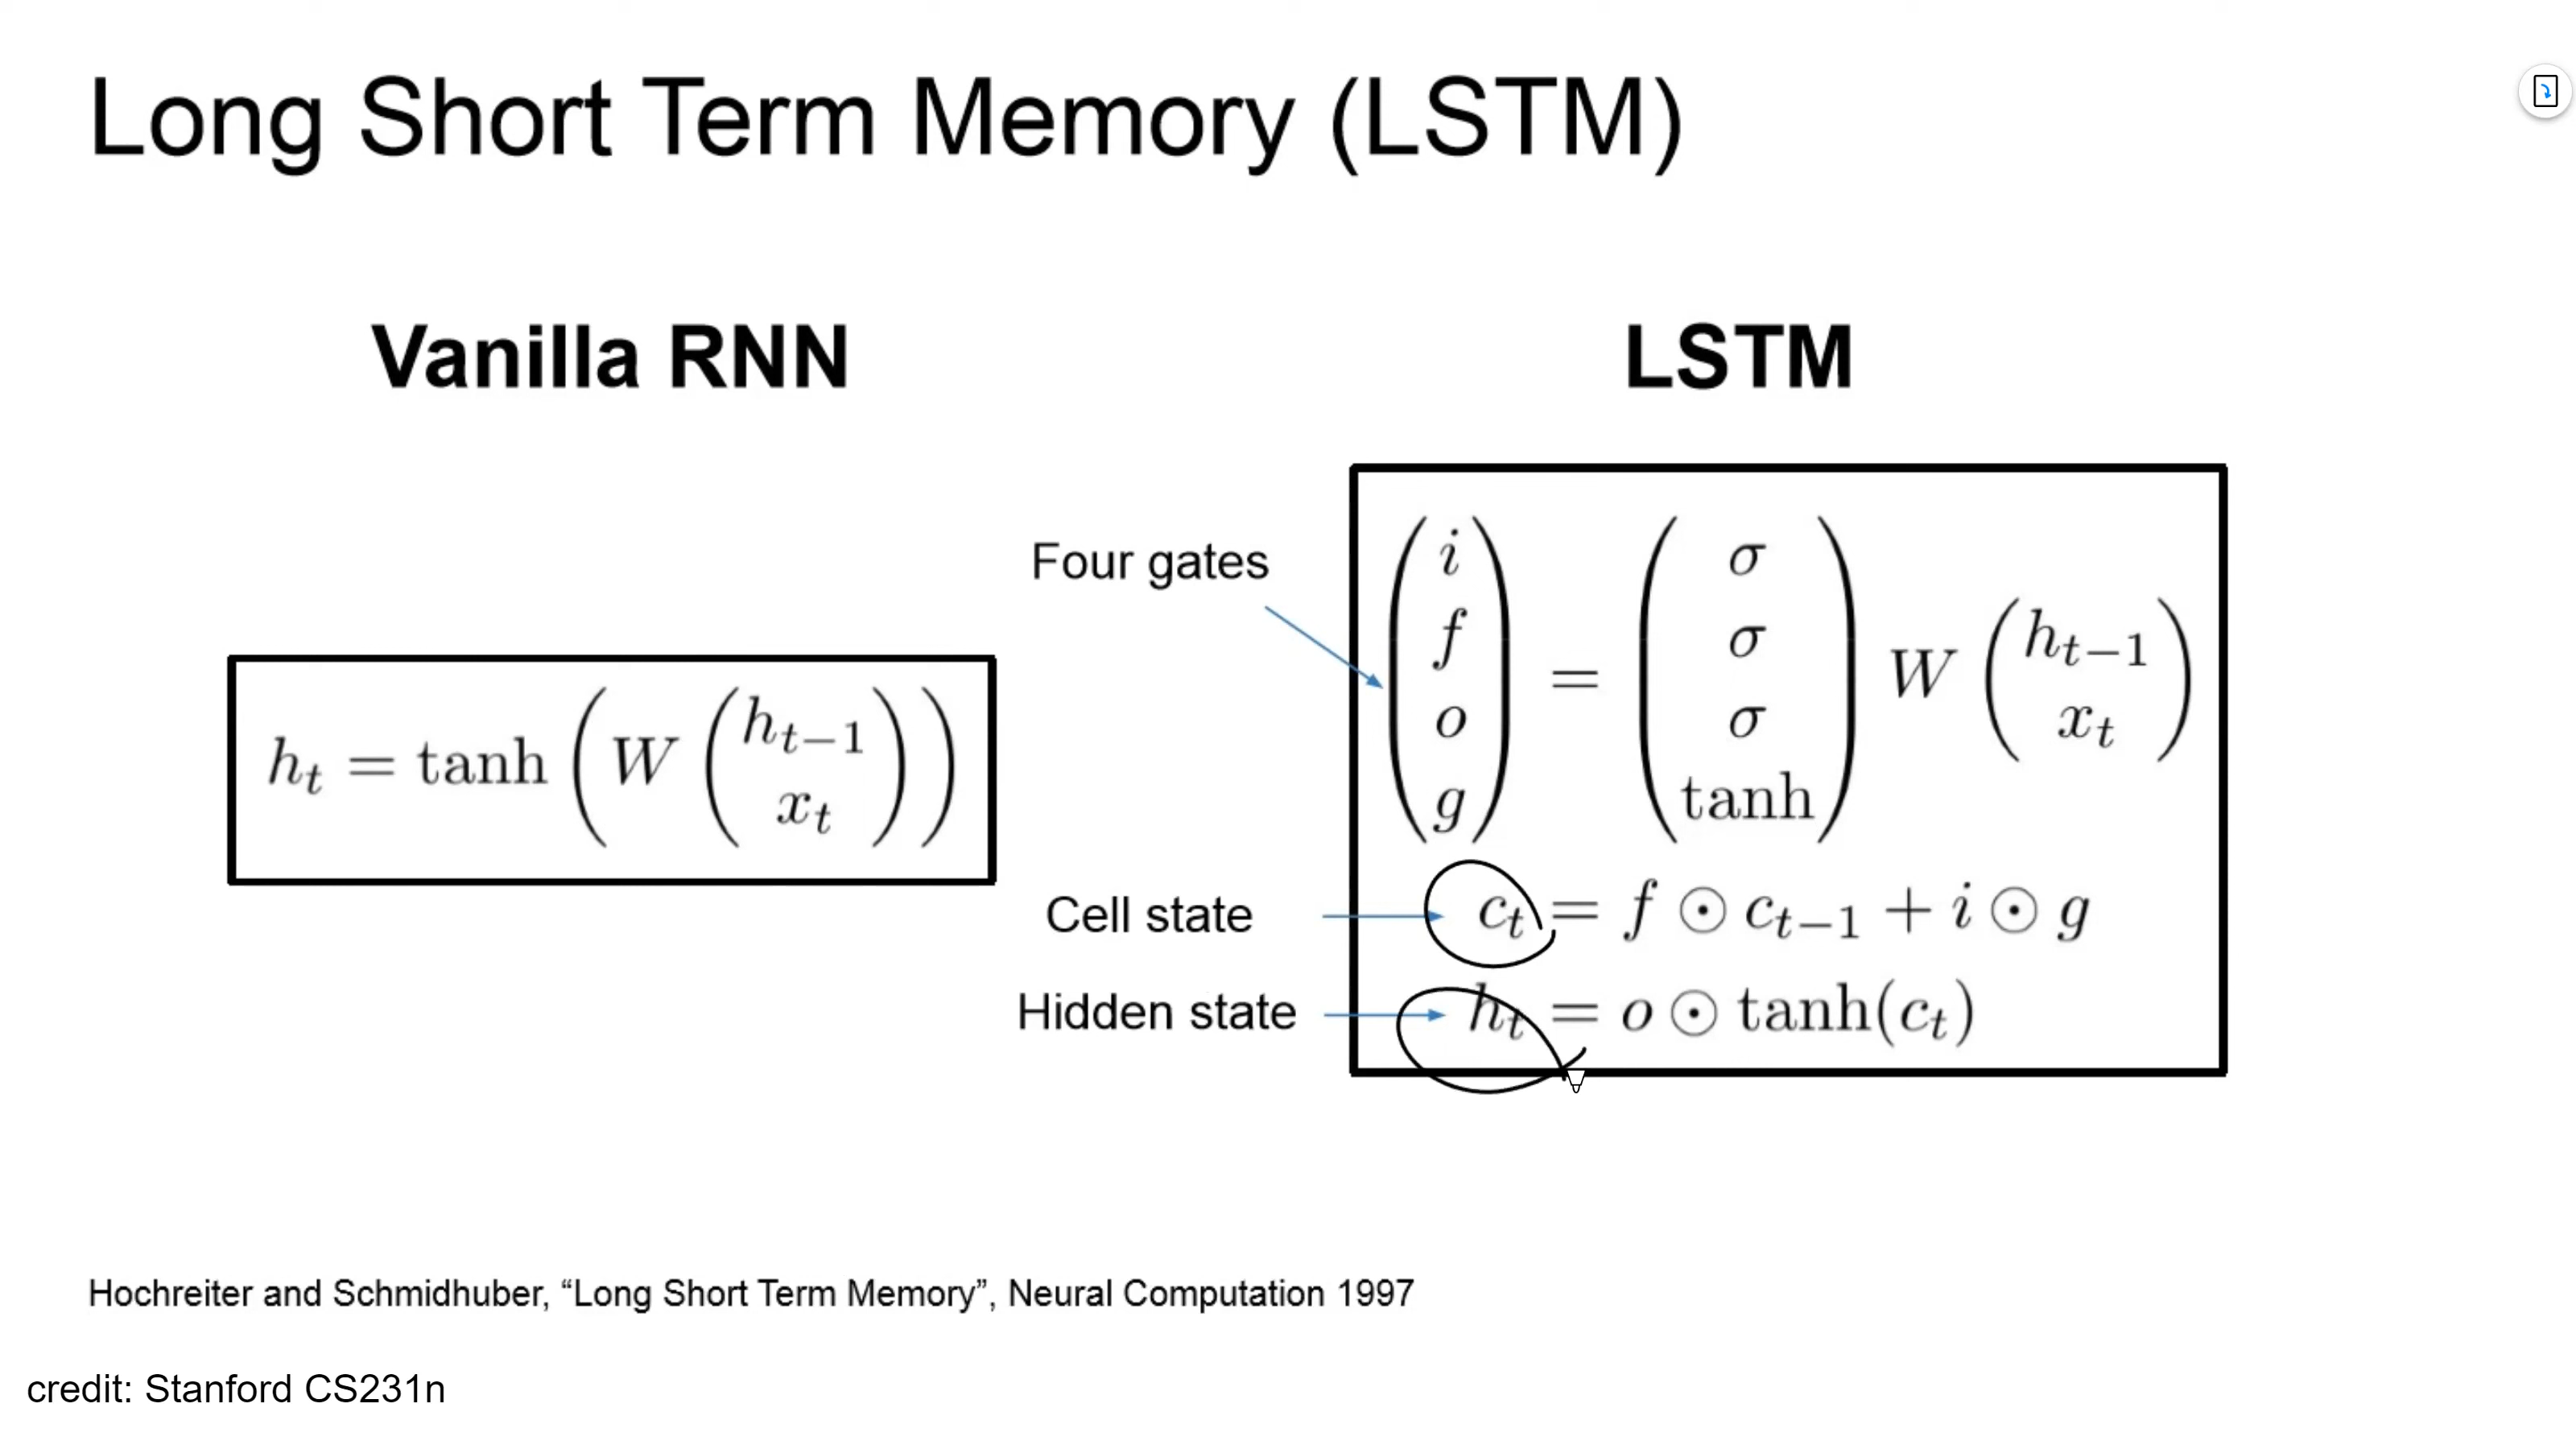 Long Short Term Memory (LSTM)
Vanilla RNN
h_t = tanh ( W ( h_{t-1} x_t ) )
LSTM
Four gates
( i f o g ) = ( σ σ σ tanh ) W ( h_{t-1} x_t )
Cell state
c_t = f ⊙ c_{t-1} + i ⊙ g
Hidden state
h_t = o ⊙ tanh(c_t)
Hochreiter and Schmidhuber, “Long Short Term Memory”, Neural Computation 1997
credit: Stanford CS231n